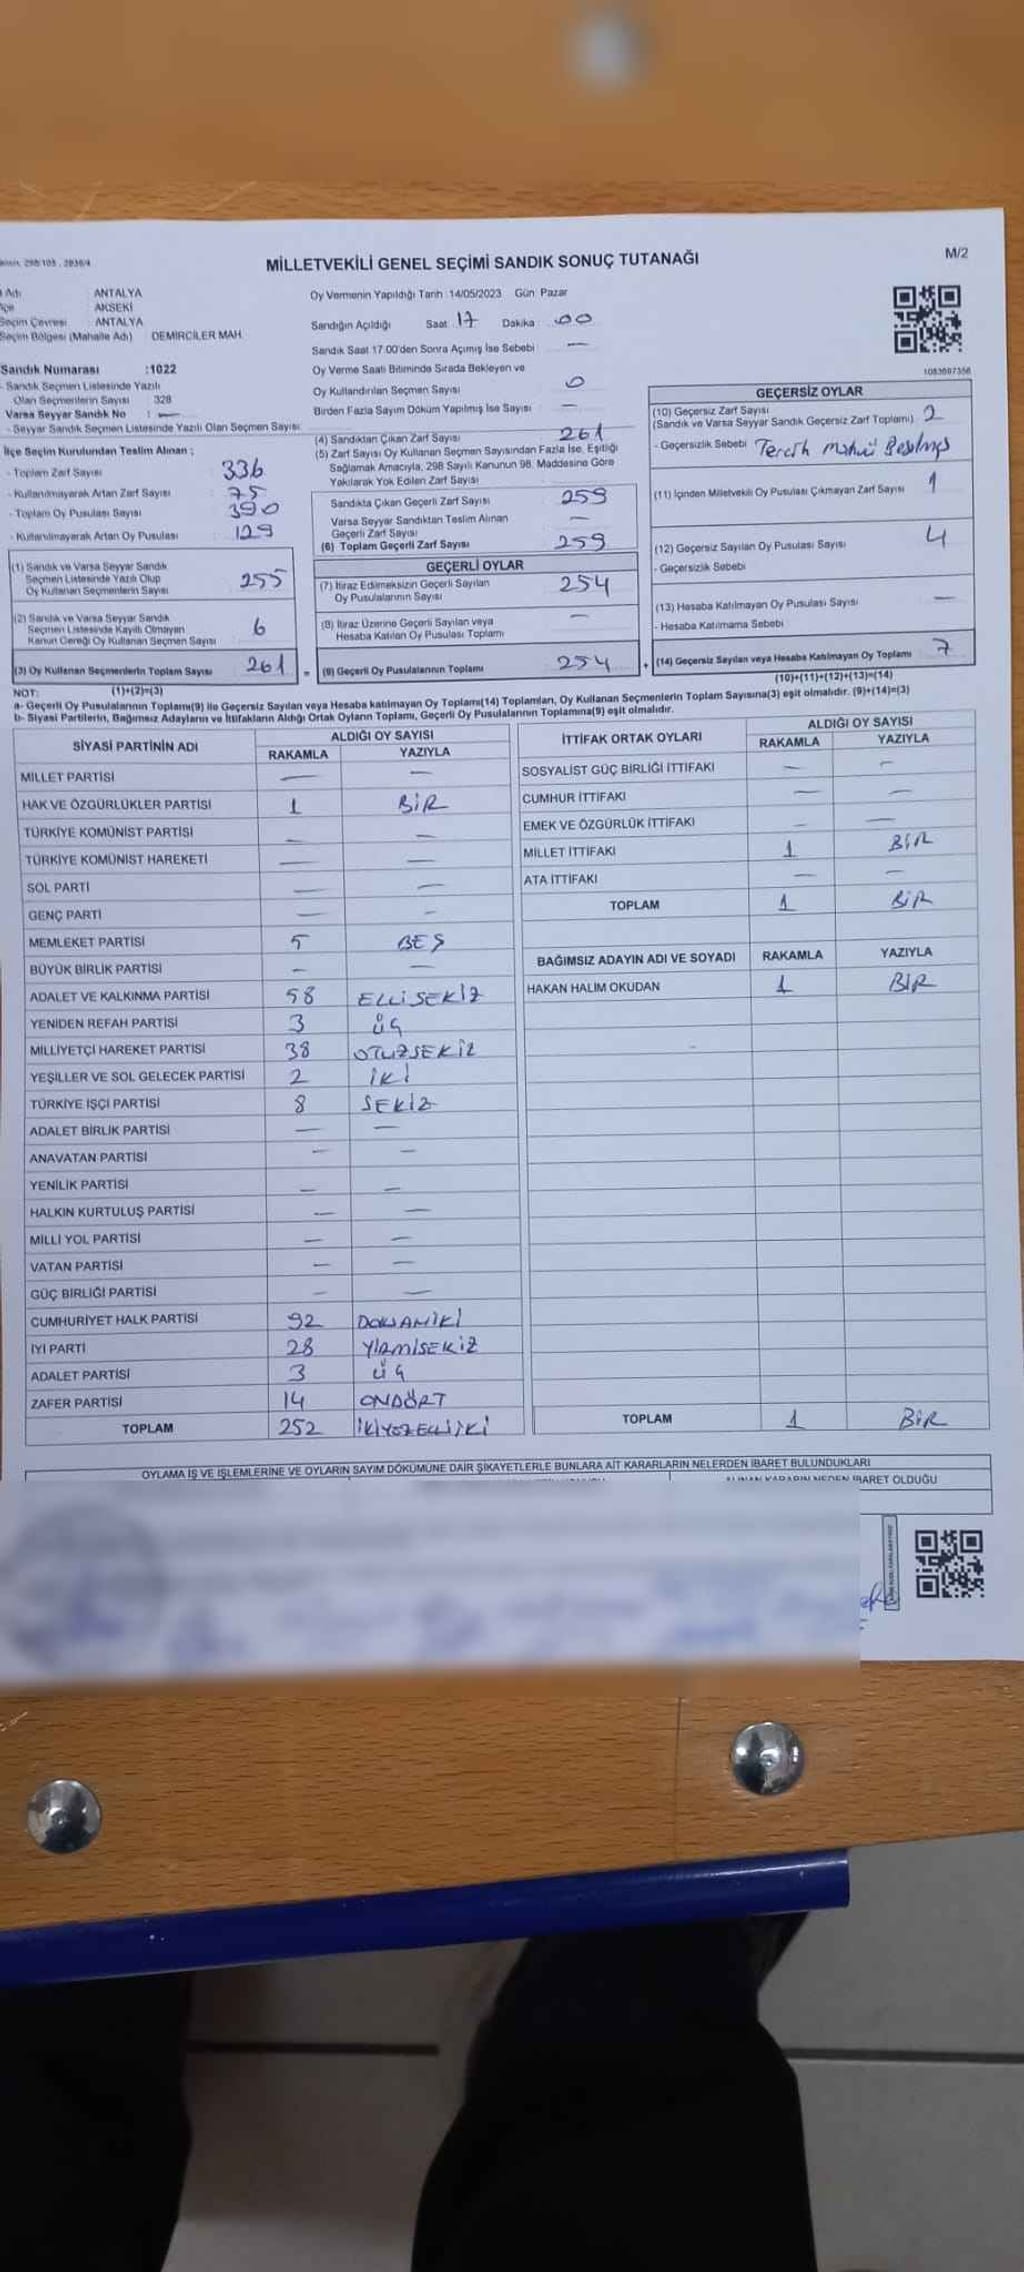 MİLLETVEKİLİ GENEL SEÇİMİ SANDIK SONUÇ TUTANAĞI
M/2
Adı ANTALYA
AKSEKİ
Seçim Çevresi ANTALYA
Seçim Bölgesi (Mahalle Adı) DEMİRCİLER MAH.
Sandık Numarası :1022
- Sandık Seçmen Listesinde Yazılı
Olan Seçmenlerin Sayısı 328
Varsa Seyyar Sandık No : —
- Seyyar Sandık Seçmen Listesinde Yazılı Olan Seçmen Sayısı
İlçe Seçim Kurulundan Teslim Alınan ;
- Toplam Zarf Sayısı 336
- Kullanılmayarak Artan Zarf Sayısı 75
- Toplam Oy Pusulası Sayısı 390
- Kullanılmayarak Artan Oy Pusulası 129
(1) Sandık ve Varsa Seyyar Sandık
Seçmen Listesinde Yazılı Olup
Oy Kullanan Seçmenlerin Sayısı 255
(2) Sandık ve Varsa Seyyar Sandık
Seçmen Listesinde Kayıtlı Olmayan
Kanun Gereği Oy Kullanan Seçmen Sayısı 6
(3) Oy Kullanan Seçmenlerin Toplam Sayısı 261
Oy Vermenin Yapıldığı Tarih :14/05/2023 Gün: Pazar
Sandığın Açıldığı Saat 17 Dakika : 00
Sandık Saat 17.00'den Sonra Açılmış İse Sebebi : —
Oy Verme Saati Bitiminde Sırada Bekleyen ve
Oy Kullandırılan Seçmen Sayısı 0
Birden Fazla Sayım Döküm Yapılmış İse Sayısı : —
(4) Sandıktan Çıkan Zarf Sayısı 261
(5) Zarf Sayısı Oy Kullanan Seçmen Sayısından Fazla İse, Eşitliği
Sağlamak Amacıyla, 298 Sayılı Kanunun 98. Maddesine Göre
Yakılarak Yok Edilen Zarf Sayısı
Sandıkta Çıkan Geçerli Zarf Sayısı 259
Varsa Seyyar Sandıktan Teslim Alınan
Geçerli Zarf Sayısı —
(6) Toplam Geçerli Zarf Sayısı 259
GEÇERLİ OYLAR
(7) İtiraz Edilmeksizin Geçerli Sayılan
Oy Pusulalarının Sayısı 254
(8) İtiraz Üzerine Geçerli Sayılan veya
Hesaba Katılan Oy Pusulası Toplamı —
= (9) Geçerli Oy Pusulalarının Toplamı 254
1083697356
GEÇERSİZ OYLAR
(10) Geçersiz Zarf Sayısı
(Sandık ve Varsa Seyyar Sandık Geçersiz Zarf Toplamı) 2
- Geçersizlik Sebebi Tercih Mührü Basılmış
(11) İçinden Milletvekili Oy Pusulası Çıkmayan Zarf Sayısı 1
(12) Geçersiz Sayılan Oy Pusulası Sayısı 4
- Geçersizlik Sebebi
(13) Hesaba Katılmayan Oy Pusulası Sayısı —
- Hesaba Katılmama Sebebi
+ (14) Geçersiz Sayılan veya Hesaba Katılmayan Oy Toplamı 7
NOT: (1)+(2)=(3) (10)+(11)+(12)+(13)=(14)
a- Geçerli Oy Pusulalarının Toplamı(9) ile Geçersiz Sayılan veya Hesaba katılmayan Oy Toplamı(14) Toplamları, Oy Kullanan Seçmenlerin Toplam Sayısına(3) eşit olmalıdır. (9)+(14)=(3)
b- Siyasi Partilerin, Bağımsız Adayların ve İttifakların Aldığı Ortak Oyların Toplamı, Geçerli Oy Pusulalarının Toplamına(9) eşit olmalıdır.
SİYASİ PARTİNİN ADI ALDIĞI OY SAYISI
RAKAMLA YAZIYLA
MİLLET PARTİSİ — —
HAK VE ÖZGÜRLÜKLER PARTİSİ 1 BİR
TÜRKİYE KOMÜNİST PARTİSİ — —
TÜRKİYE KOMÜNİST HAREKETİ — —
SOL PARTİ — —
GENÇ PARTİ — —
MEMLEKET PARTİSİ 5 BEŞ
BÜYÜK BİRLİK PARTİSİ — —
ADALET VE KALKINMA PARTİSİ 58 ELLİSEKİZ
YENİDEN REFAH PARTİSİ 3 ÜÇ
MİLLİYETÇİ HAREKET PARTİSİ 38 OTUZSEKİZ
YEŞİLLER VE SOL GELECEK PARTİSİ 2 İKİ
TÜRKİYE İŞÇİ PARTİSİ 8 SEKİZ
ADALET BİRLİK PARTİSİ — —
ANAVATAN PARTİSİ — —
YENİLİK PARTİSİ — —
HALKIN KURTULUŞ PARTİSİ — —
MİLLİ YOL PARTİSİ — —
VATAN PARTİSİ — —
GÜÇ BİRLİĞİ PARTİSİ — —
CUMHURİYET HALK PARTİSİ 92 DOKSANİKİ
İYİ PARTİ 28 YİRMİSEKİZ
ADALET PARTİSİ 3 ÜÇ
ZAFER PARTİSİ 14 ONDÖRT
TOPLAM 252 İKİYÜZELLİİKİ
İTTİFAK ORTAK OYLARI ALDIĞI OY SAYISI
RAKAMLA YAZIYLA
SOSYALİST GÜÇ BİRLİĞİ İTTİFAKI — —
CUMHUR İTTİFAKI — —
EMEK VE ÖZGÜRLÜK İTTİFAKI — —
MİLLET İTTİFAKI 1 BİR
ATA İTTİFAKI — —
TOPLAM 1 BİR
BAĞIMSIZ ADAYIN ADI VE SOYADI RAKAMLA YAZIYLA
HAKAN HALİM OKUDAN 1 BİR
TOPLAM 1 BİR
OYLAMA İŞ VE İŞLEMLERİNE VE OYLARIN SAYIM DÖKÜMÜNE DAİR ŞİKAYETLERLE BUNLARA AİT KARARLARIN NELERDEN İBARET BULUNDUKLARI
ALINAN KARARIN NEDEN İBARET OLDUĞU